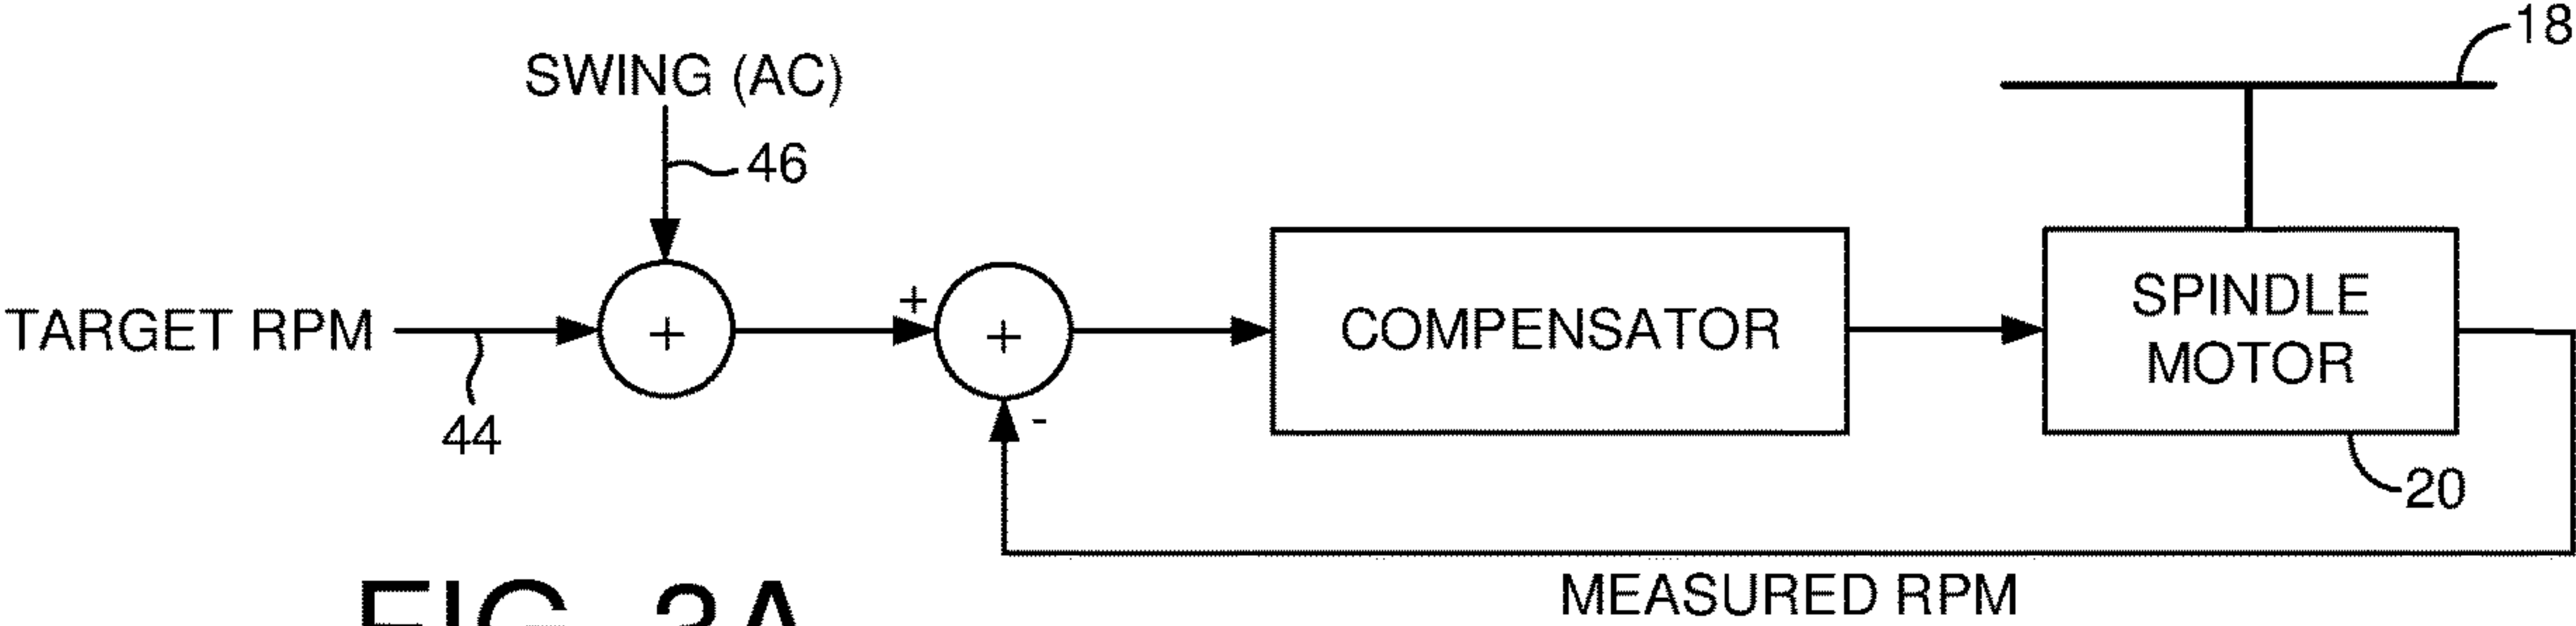 18
SWING (AC)
46
+
TARGET RPM
+
+
COMPENSATOR
SPINDLE
MOTOR
-
44
20
MEASURED RPM